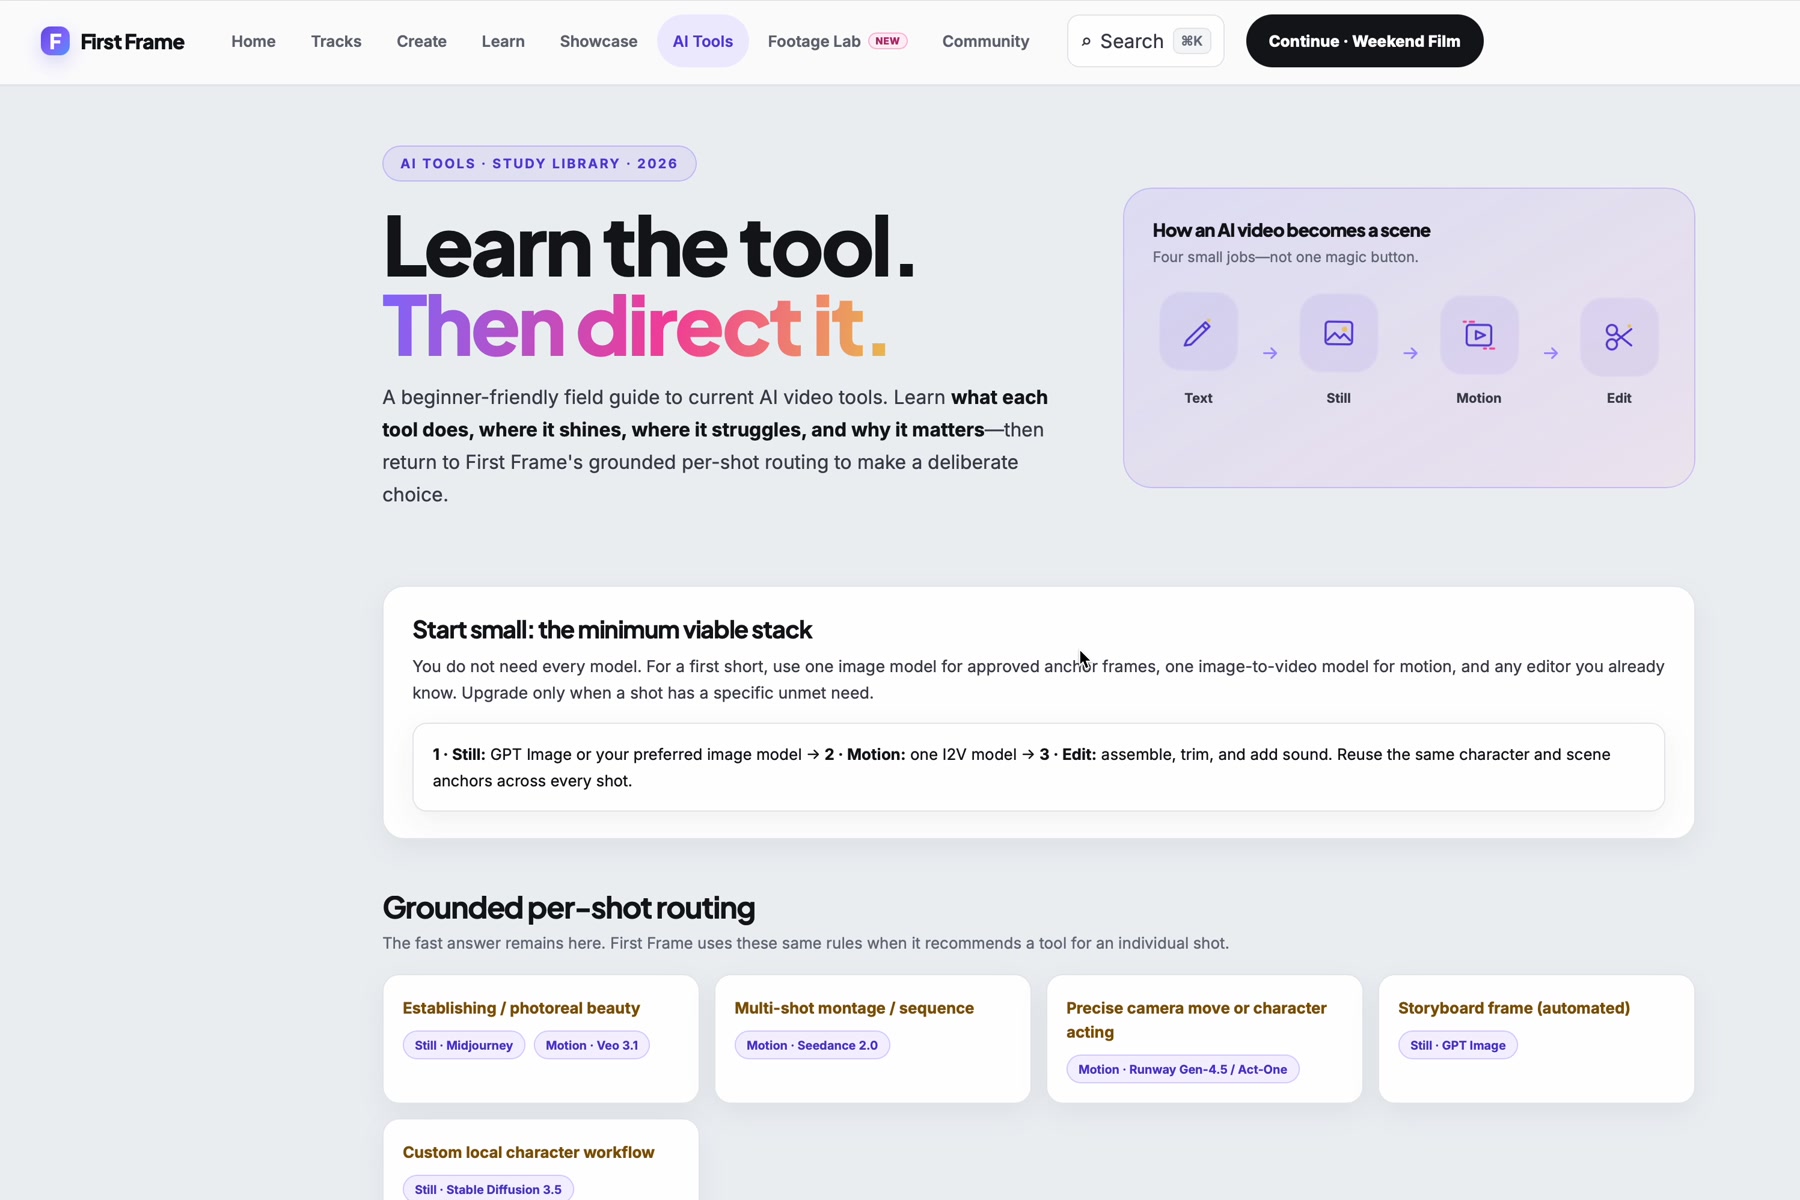 F First Frame Home Tracks Create Learn Showcase AI Tools Footage Lab NEW Community Search ⌘K Continue · Weekend Film
AI TOOLS · STUDY LIBRARY · 2026
Learn the tool.
Then direct it.
A beginner-friendly field guide to current AI video tools. Learn what each
tool does, where it shines, where it struggles, and why it matters—then
return to First Frame's grounded per-shot routing to make a deliberate
choice.
How an AI video becomes a scene
Four small jobs—not one magic button.
→ → →
Text Still Motion Edit
Start small: the minimum viable stack
You do not need every model. For a first short, use one image model for approved anchor frames, one image-to-video model for motion, and any editor you already
know. Upgrade only when a shot has a specific unmet need.
1 · Still: GPT Image or your preferred image model → 2 · Motion: one I2V model → 3 · Edit: assemble, trim, and add sound. Reuse the same character and scene
anchors across every shot.
Grounded per-shot routing
The fast answer remains here. First Frame uses these same rules when it recommends a tool for an individual shot.
Establishing / photoreal beauty
Still · Midjourney Motion · Veo 3.1
Multi-shot montage / sequence
Motion · Seedance 2.0
Precise camera move or character
acting
Motion · Runway Gen-4.5 / Act-One
Storyboard frame (automated)
Still · GPT Image
Custom local character workflow
Still · Stable Diffusion 3.5